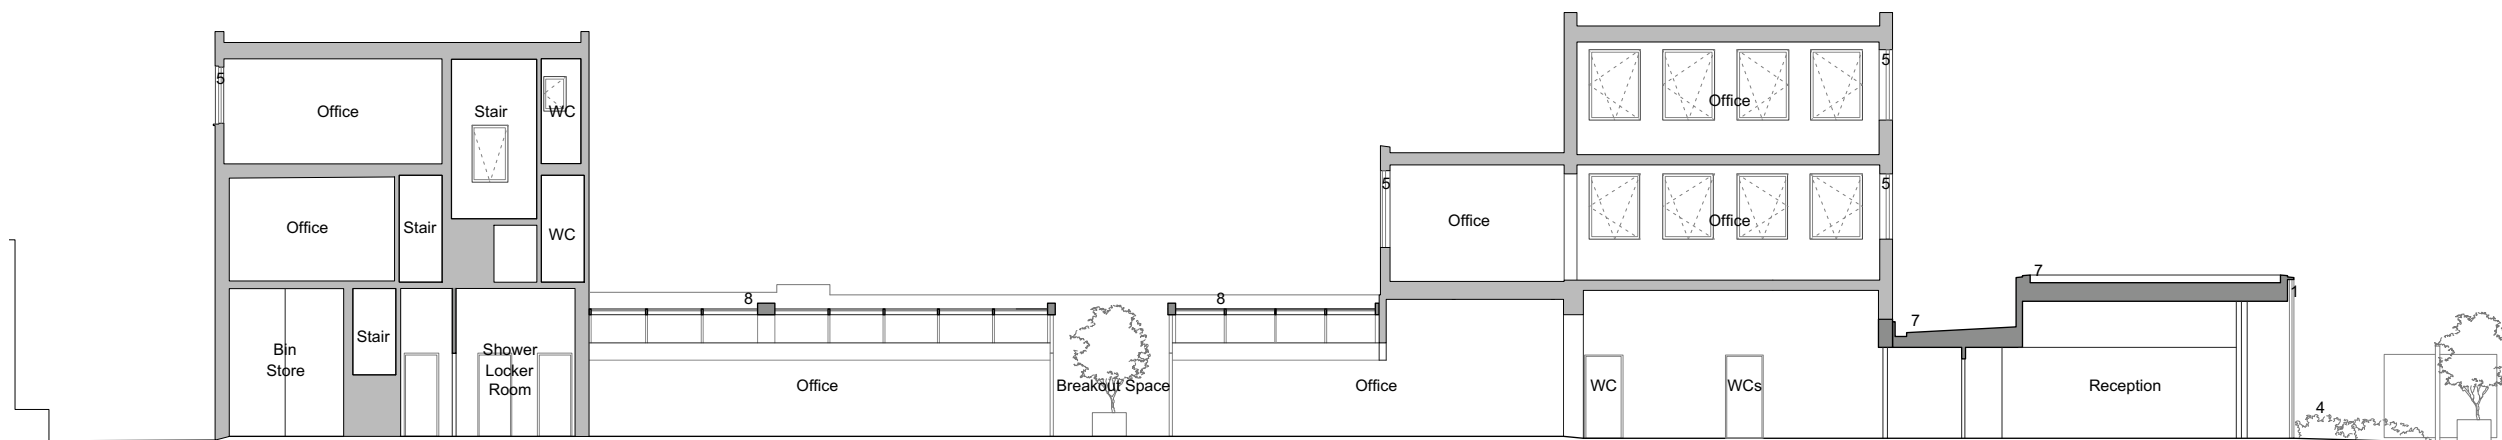 5
Office
Stair
WC
Office
5
Office
Stair
WC
5
Office
Office
5
8
8
7
7
1
Bin
Store
Stair
Shower
Locker
Room
Office
Breakout Space
Office
WC
WCs
Reception
4